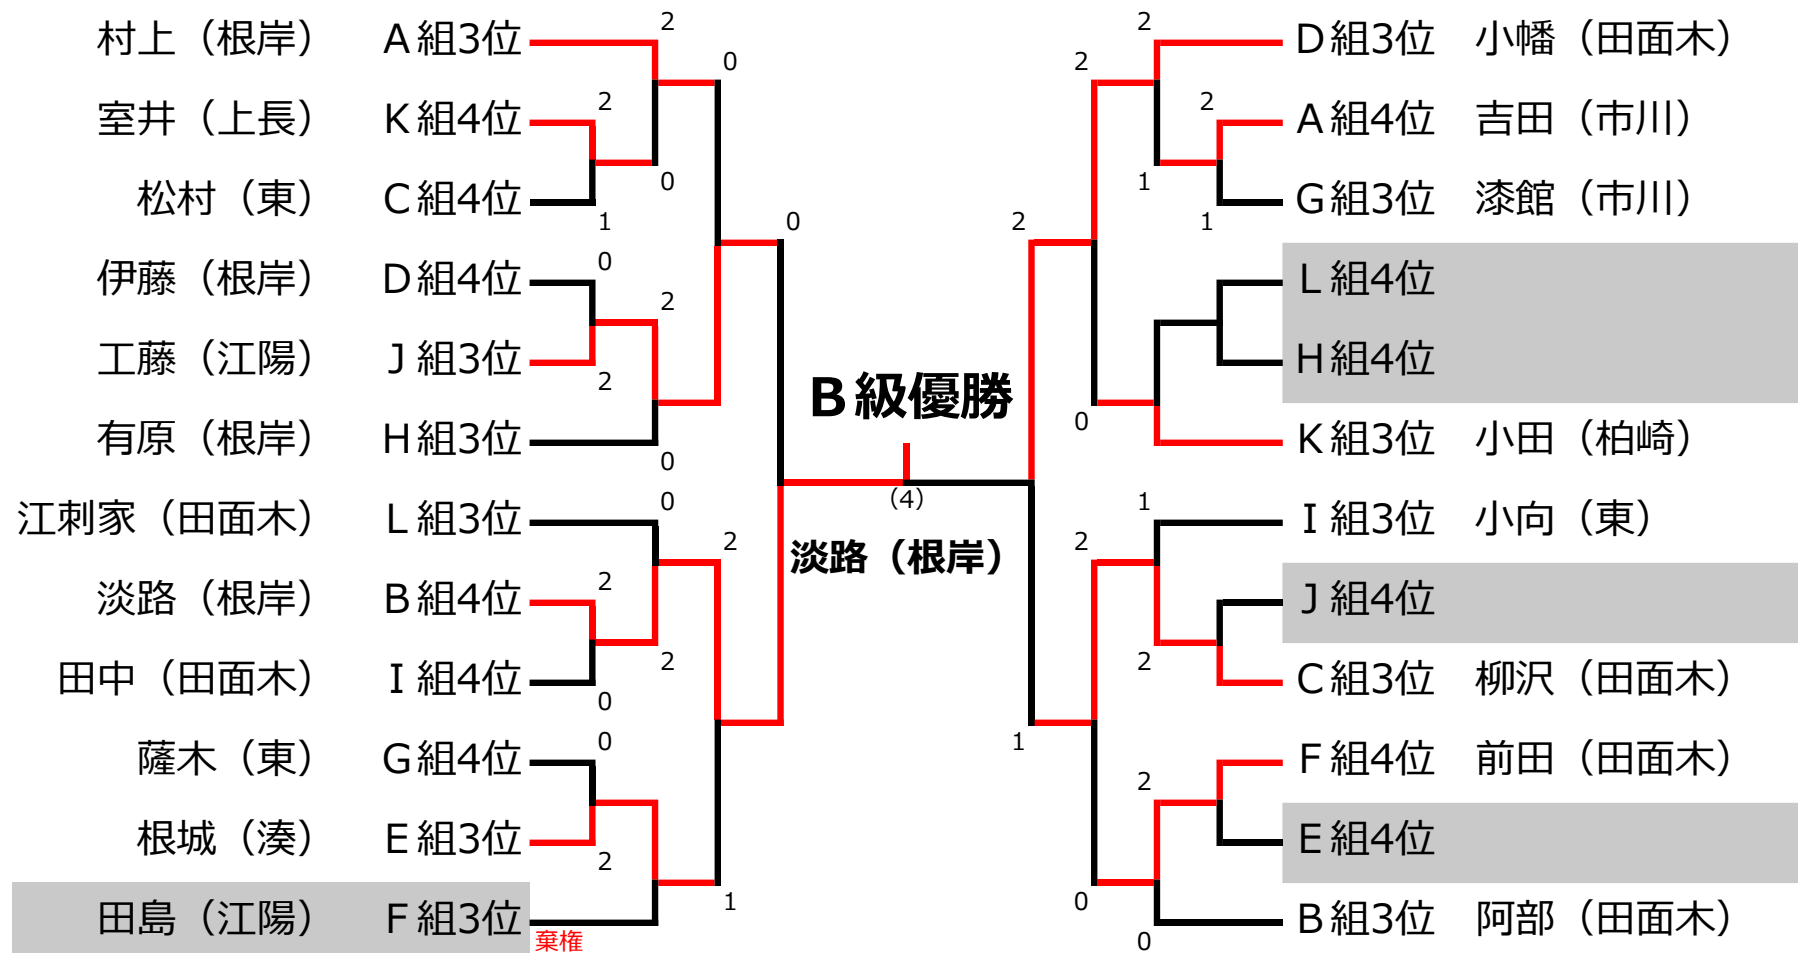 村上（根岸）　A組3位
室井（上長）　K組4位
松村（東）　C組4位
伊藤（根岸）　D組4位
工藤（江陽）　J組3位
有原（根岸）　H組3位
江刺家（田面木）　L組3位
淡路（根岸）　B組4位
田中（田面木）　I組4位
薩木（東）　G組4位
根城（湊）　E組3位
田島（江陽）　F組3位
棄権
2
0
2
0
1
0
2
2
0
0
2
0
2
0
0
2
2
1
0
2
B級優勝
(4)
淡路（根岸）
2
1
2
2
2
1
1
0
1
2
2
2
0
0
D組3位　小幡（田面木）
A組4位　吉田（市川）
G組3位　漆館（市川）
L組4位
H組4位
K組3位　小田（柏崎）
I組3位　小向（東）
J組4位
C組3位　柳沢（田面木）
F組4位　前田（田面木）
E組4位
B組3位　阿部（田面木）